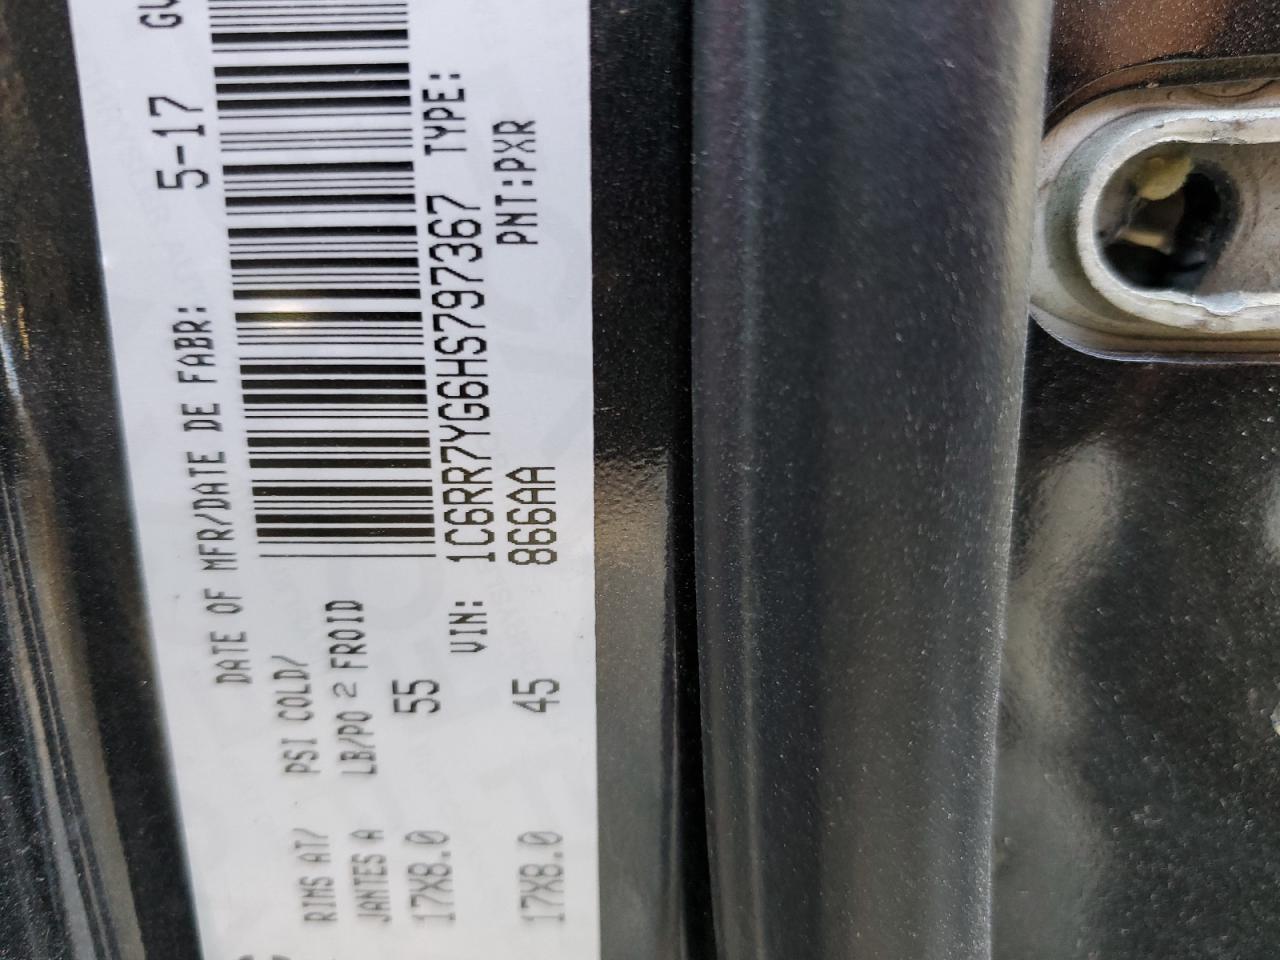 DATE OF MFR/DATE DE FABR: 5-17 GV
RIMS AT/ PSI COLD/
JANTES A LB/PO 2 FROID
17X8.0 55
VIN: 1C6RR7YG6HS797367 TYPE:
17X8.0 45 866AA PNT:PXR